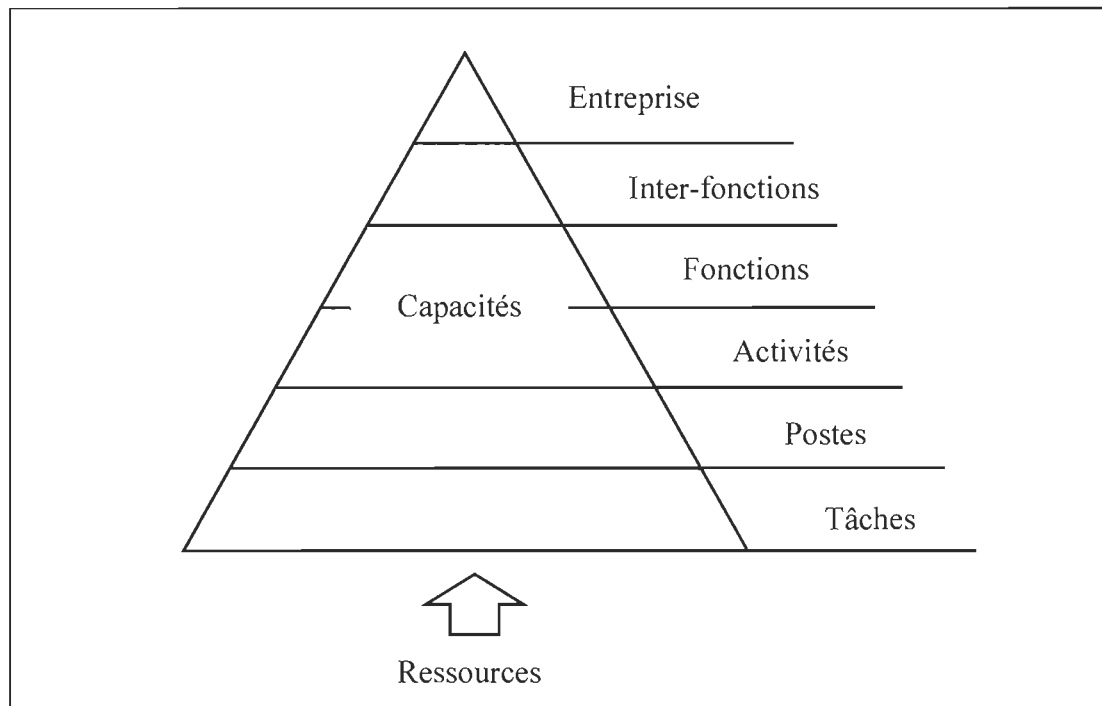 Entreprise
Inter-fonctions
Fonctions
Capacités
Activités
Postes
Tâches
Ressources